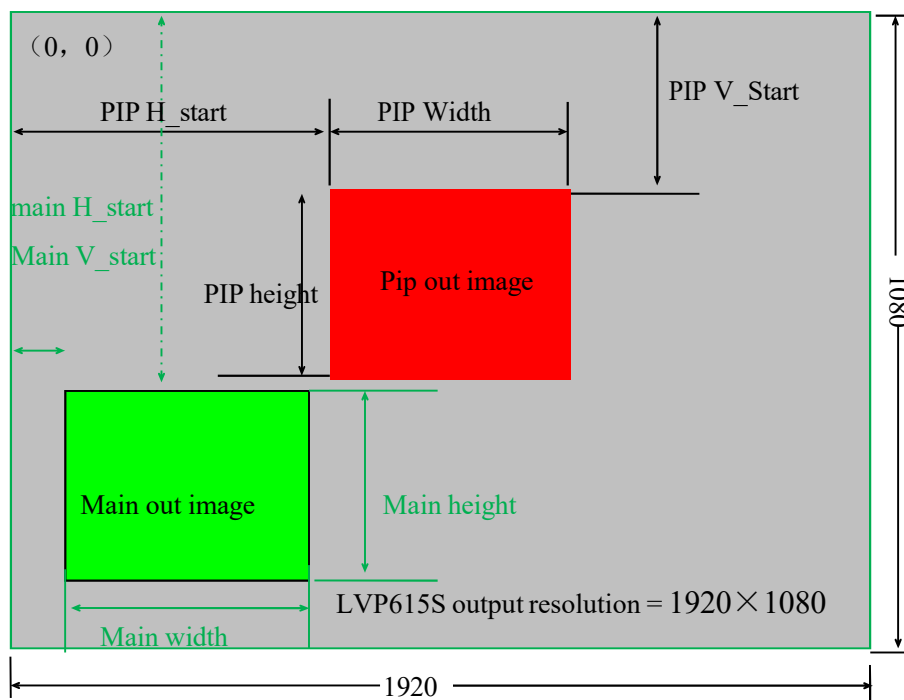 （0，0）
PIP V_Start
PIP H_start
PIP Width
main H_start
Main V_start
PIP height
Pip out image
1080
Main out image
Main height
LVP615S output resolution = 1920×1080
Main width
1920